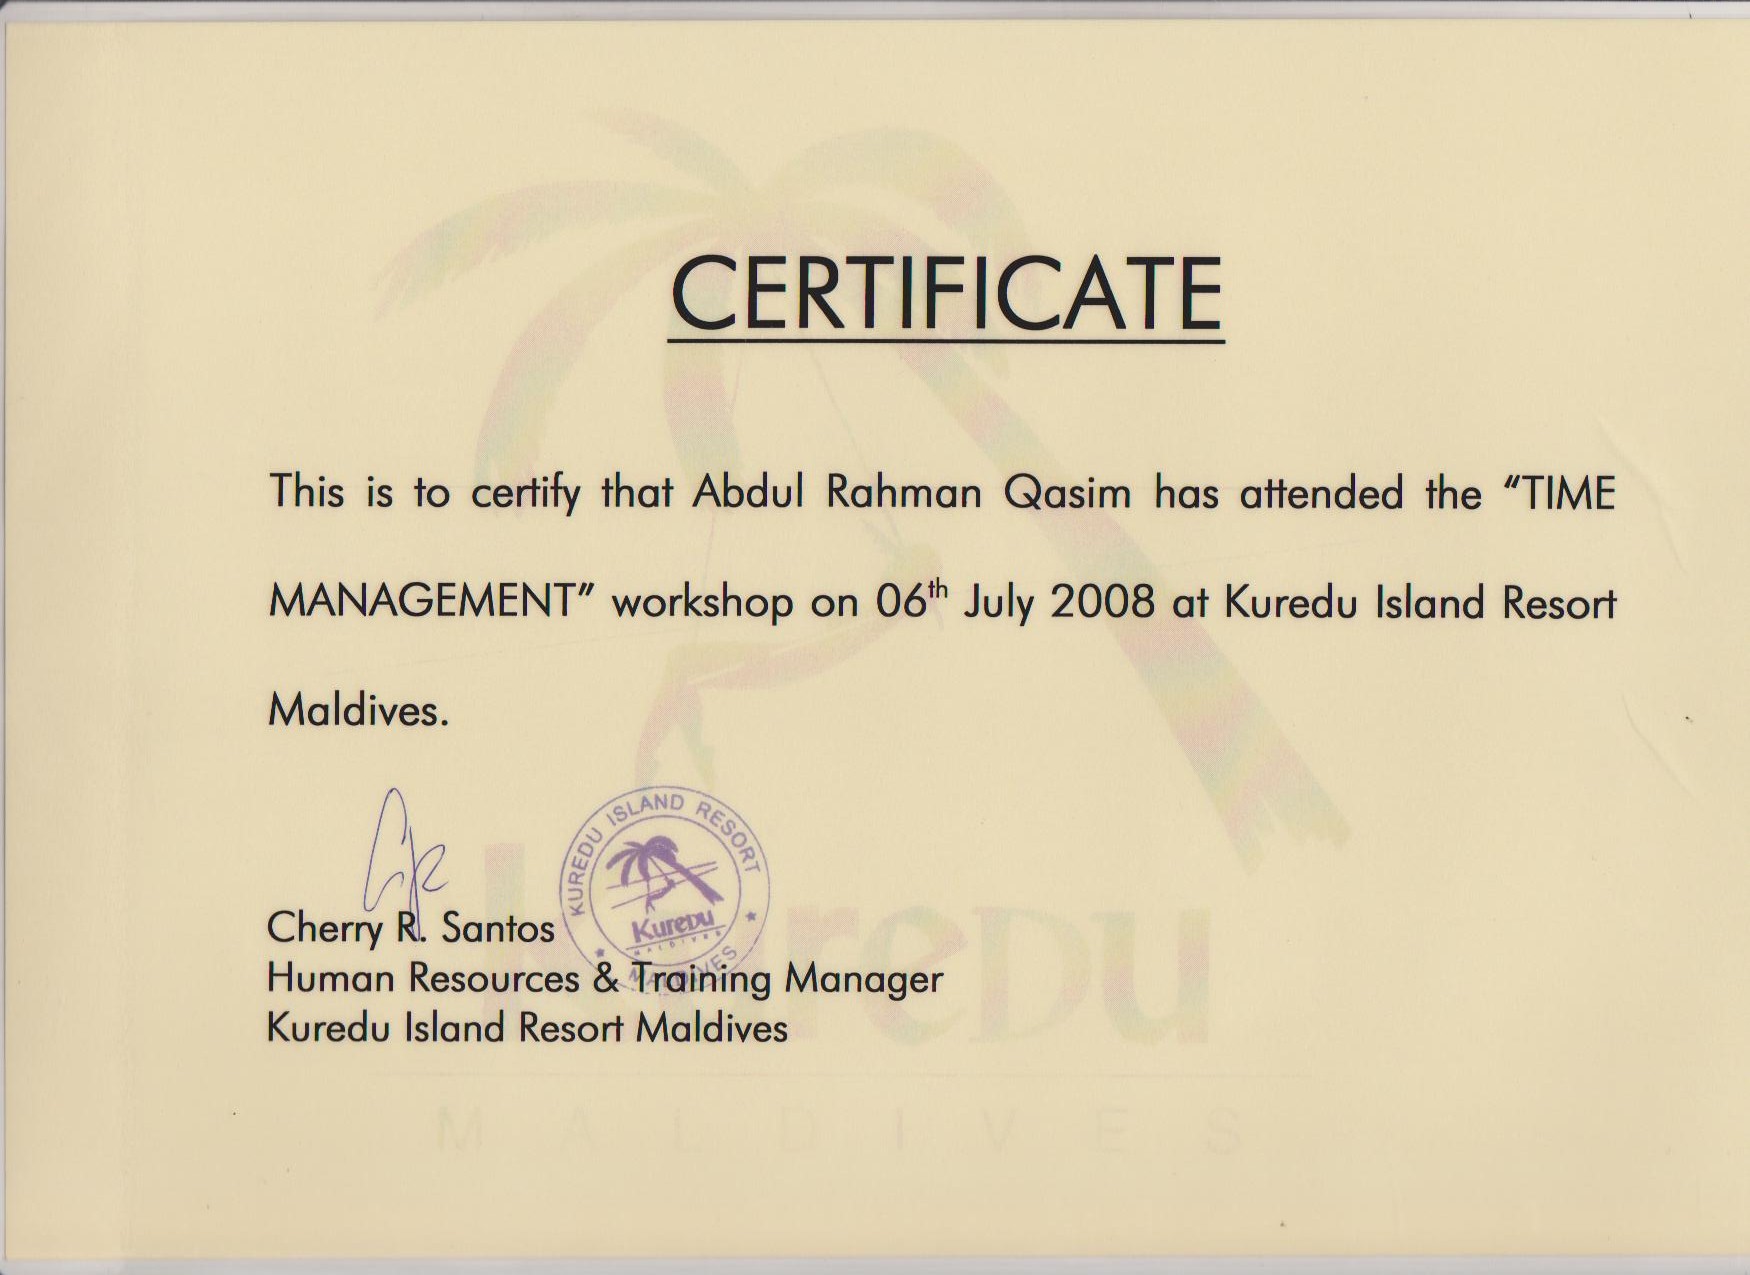 CERTIFICATE
This is to certify that Abdul Rahman Qasim has attended the “TIME
MANAGEMENT” workshop on 06th July 2008 at Kuredu Island Resort
Maldives.
KUREDU ISLAND RESORT
KUREDU
MALDIVES
MALDIVES
Cherry R. Santos
Human Resources & Training Manager
Kuredu Island Resort Maldives
KUREDU
MALDIVES